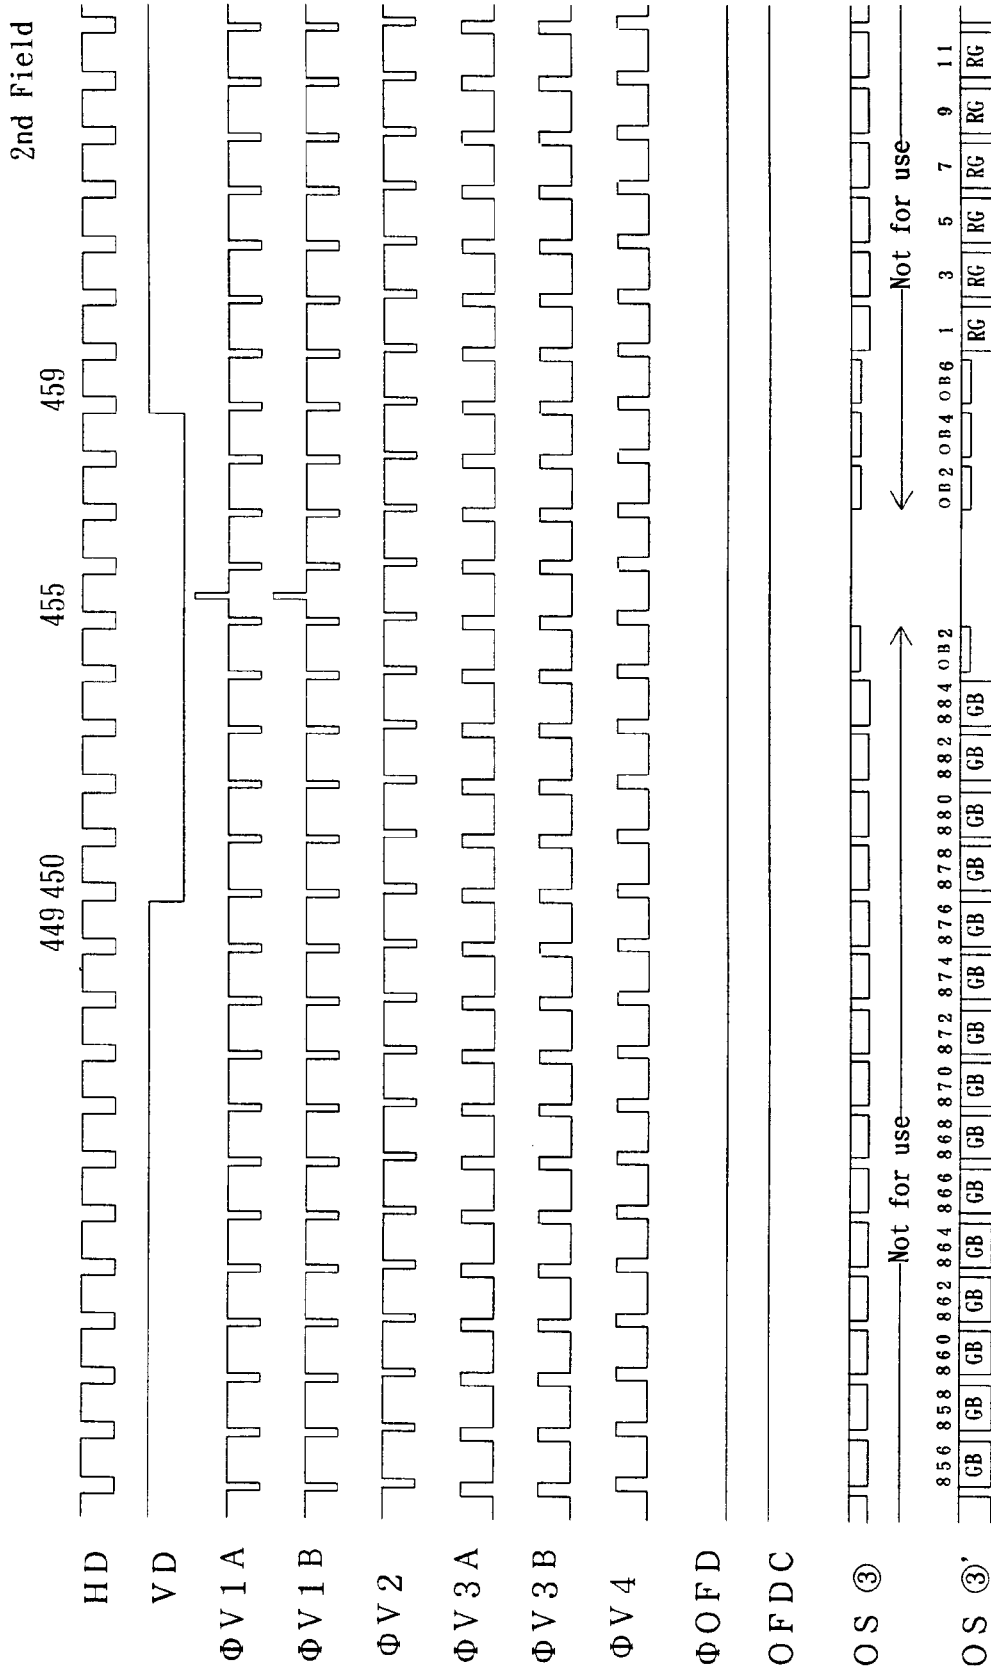 2nd Field
449 450 455 459
HD
VD
ΦV1A
ΦV1B
ΦV2
ΦV3A
ΦV3B
ΦV4
ΦOFD
OFDC
OS ③
Not for use Not for use
856 858 860 862 864 866 868 870 872 874 876 878 880 882 884 OB2 OB2 OB4 OB6 1 3 5 7 9 11
OS ③' GB GB GB GB GB GB GB GB GB GB GB GB GB GB GB RG RG RG RG RG RG